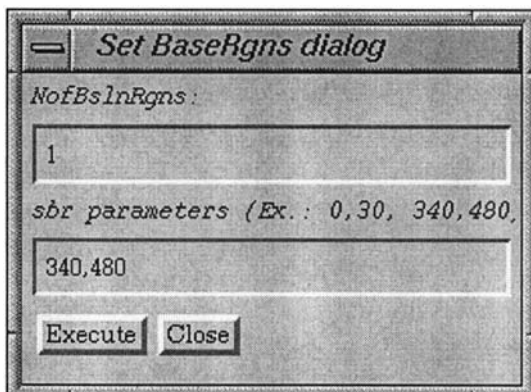 Set BaseRgns dialog
NofBslnRgns:
1
sbr parameters (Ex.: 0,30, 340,480,
340,480
Execute Close